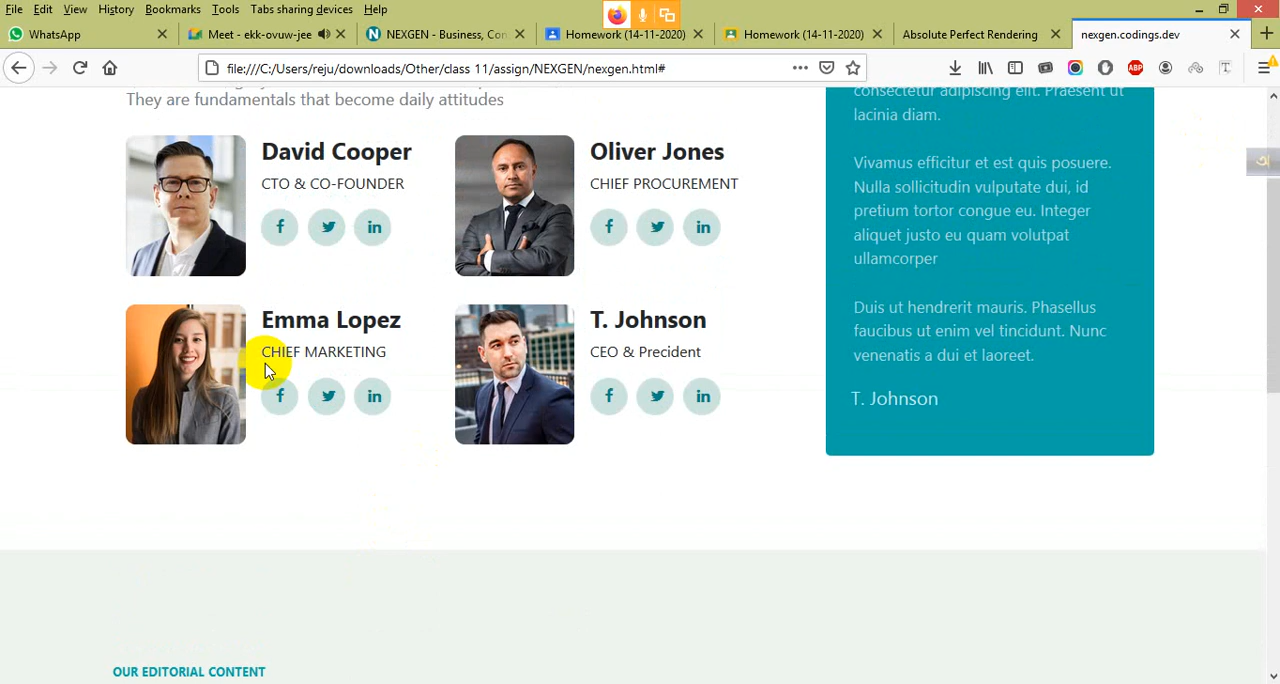 File Edit View History Bookmarks Tools Tabs sharing devices Help
WhatsApp
Meet - ekk-ovuw-jee
NEXGEN - Business, Con
Homework (14-11-2020)
Homework (14-11-2020)
Absolute Perfect Rendering
nexgen.codings.dev
file:///C:/Users/reju/downloads/Other/class 11/assign/NEXGEN/nexgen.html#
They are fundamentals that become daily attitudes
David Cooper
CTO & CO-FOUNDER
Oliver Jones
CHIEF PROCUREMENT
Emma Lopez
CHIEF MARKETING
T. Johnson
CEO & Precident
consectetur adipiscing elit. Praesent ut
lacinia diam.
Vivamus efficitur et est quis posuere.
Nulla sollicitudin vulputate dui, id
pretium tortor congue eu. Integer
aliquet justo eu quam volutpat
ullamcorper
Duis ut hendrerit mauris. Phasellus
faucibus ut enim vel tincidunt. Nunc
venenatis a dui et laoreet.
T. Johnson
OUR EDITORIAL CONTENT